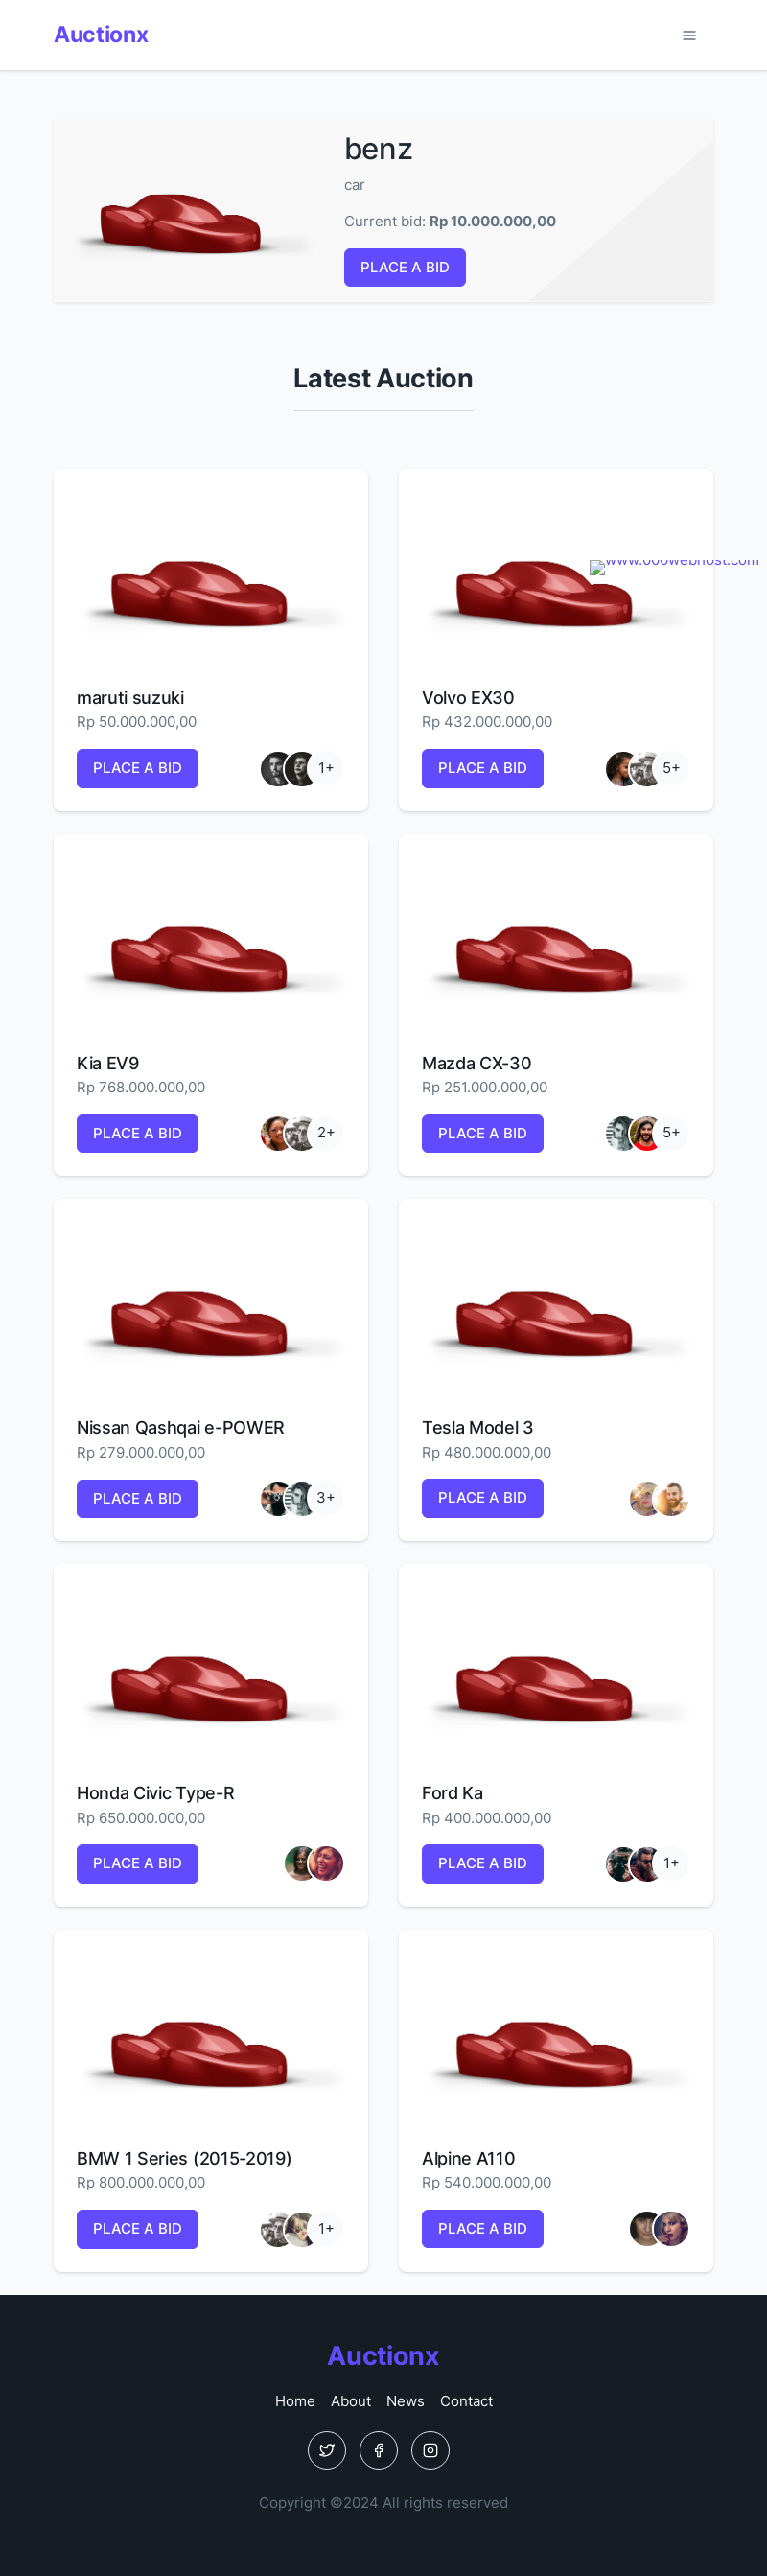 Auctionx
benz
car
Current bid: Rp 10.000.000,00
PLACE A BID
Latest Auction
www.000webhost.com
maruti suzuki
Rp 50.000.000,00
PLACE A BID
1+
Volvo EX30
Rp 432.000.000,00
PLACE A BID
5+
Kia EV9
Rp 768.000.000,00
PLACE A BID
2+
Mazda CX-30
Rp 251.000.000,00
PLACE A BID
5+
Nissan Qashqai e-POWER
Rp 279.000.000,00
PLACE A BID
3+
Tesla Model 3
Rp 480.000.000,00
PLACE A BID
Honda Civic Type-R
Rp 650.000.000,00
PLACE A BID
Ford Ka
Rp 400.000.000,00
PLACE A BID
1+
BMW 1 Series (2015-2019)
Rp 800.000.000,00
PLACE A BID
1+
Alpine A110
Rp 540.000.000,00
PLACE A BID
Auctionx
Home About News Contact
Copyright ©2024 All rights reserved